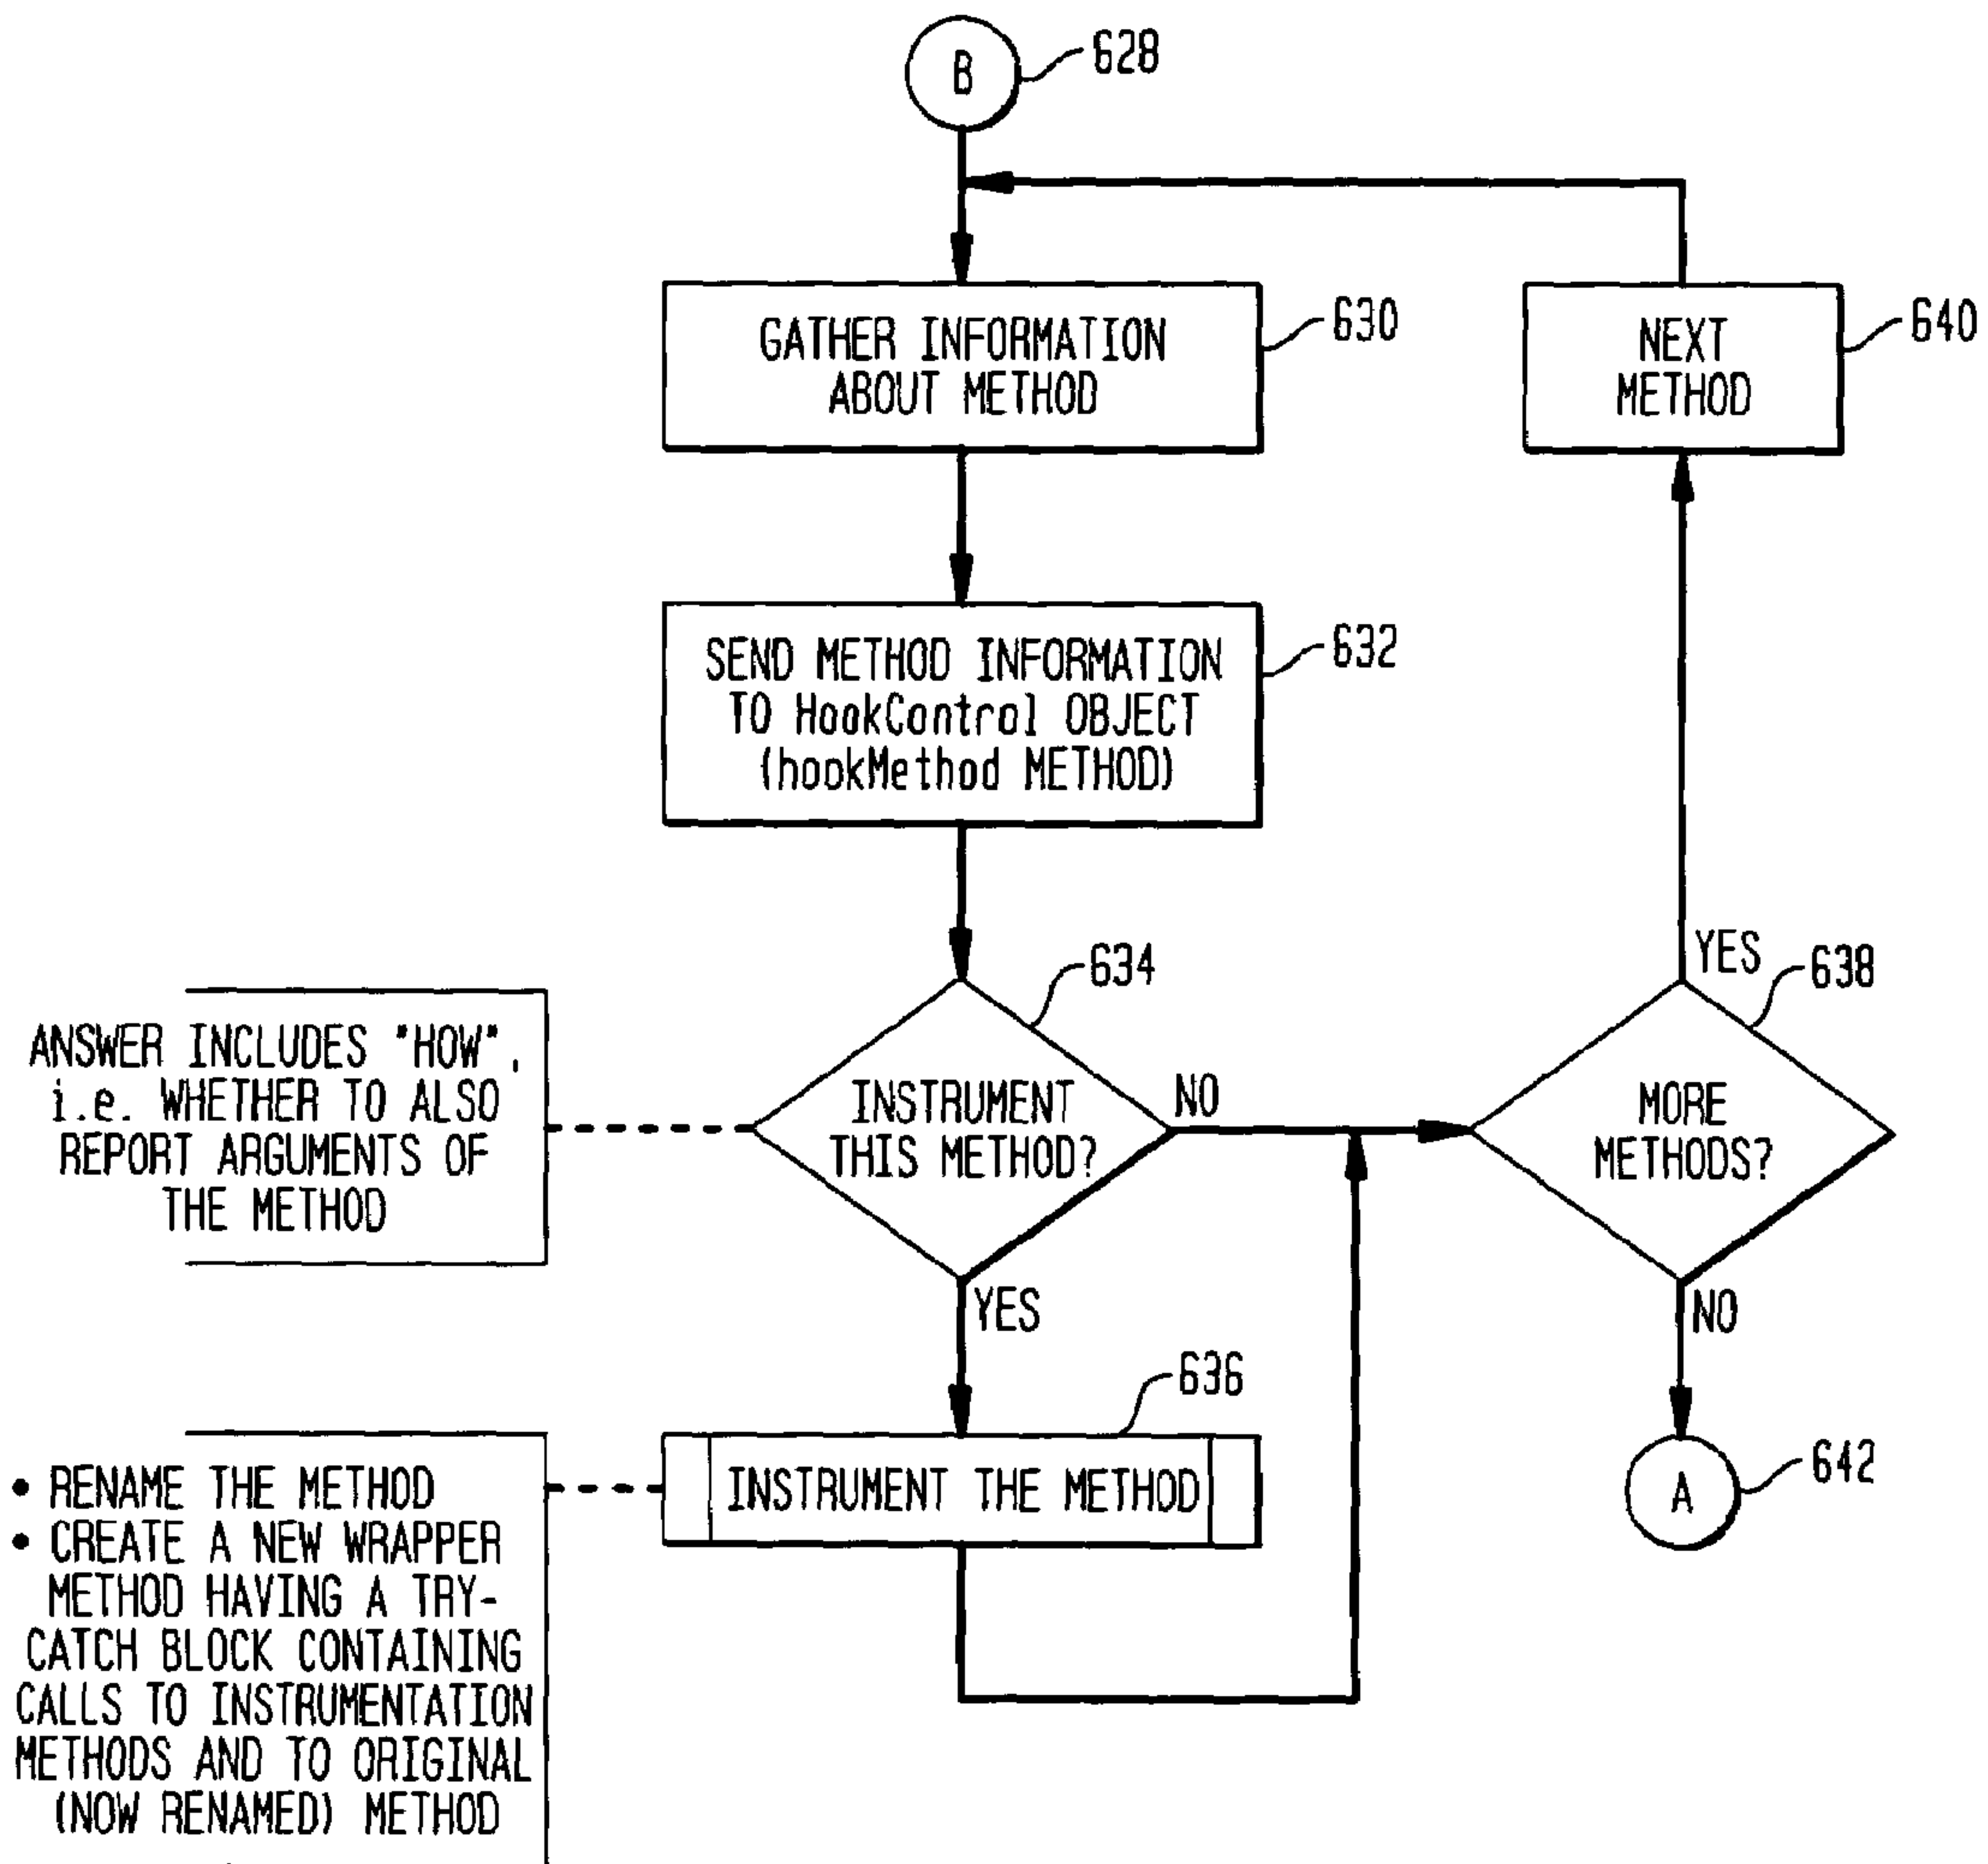 B
628
GATHER INFORMATION
ABOUT METHOD
630
NEXT
METHOD
640
SEND METHOD INFORMATION
TO HookControl OBJECT
(hookMethod METHOD)
632
634
INSTRUMENT
THIS METHOD?
NO
YES
ANSWER INCLUDES "HOW",
i.e. WHETHER TO ALSO
REPORT ARGUMENTS OF
THE METHOD
YES
638
MORE
METHODS?
NO
636
INSTRUMENT THE METHOD
A
642
• RENAME THE METHOD
• CREATE A NEW WRAPPER
METHOD HAVING A TRY-
CATCH BLOCK CONTAINING
CALLS TO INSTRUMENTATION
METHODS AND TO ORIGINAL
(NOW RENAMED) METHOD